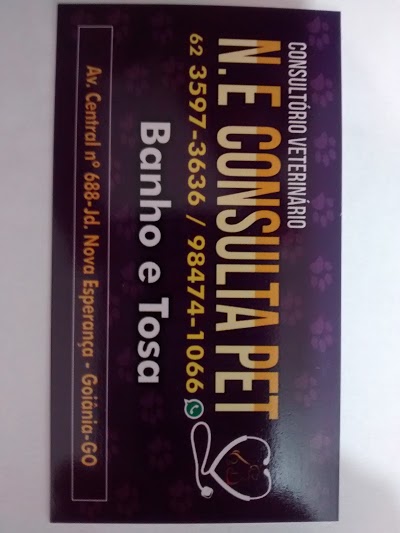 CONSULTÓRIO VETERINÁRIO
N.E CONSULTA PET
62 3597-3636 / 98474-1066
Banho e Tosa
Av. Central nº 688-Jd. Nova Esperança - Goiânia-GO